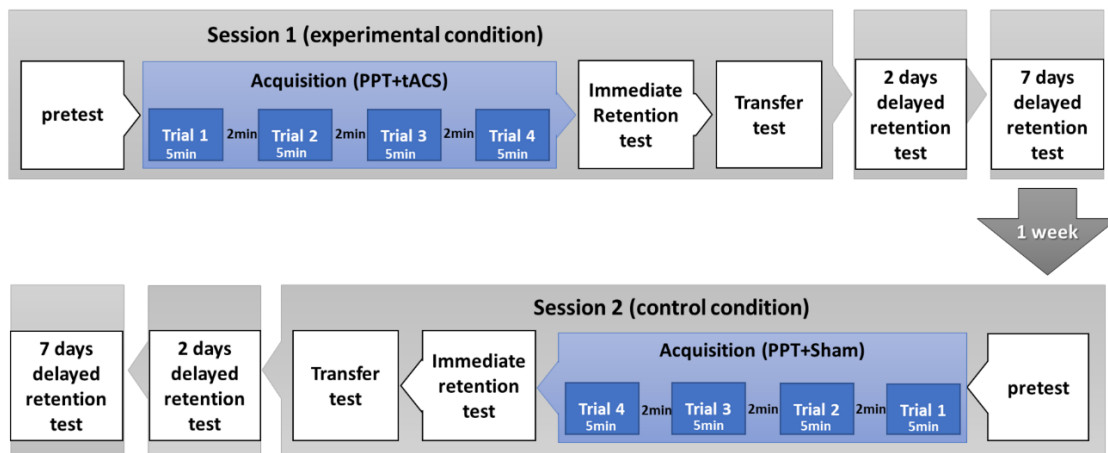 Session 1 (experimental condition)
pretest
Acquisition (PPT+tACS)
Trial 1
5min
2min
Trial 2
5min
2min
Trial 3
5min
2min
Trial 4
5min
Immediate
Retention
test
Transfer
test
2 days
delayed
retention
test
7 days
delayed
retention
test
1 week
Session 2 (control condition)
7 days
delayed
retention
test
2 days
delayed
retention
test
Transfer
test
Immediate
retention
test
Acquisition (PPT+Sham)
Trial 4
5min
2min
Trial 3
5min
2min
Trial 2
5min
2min
Trial 1
5min
pretest